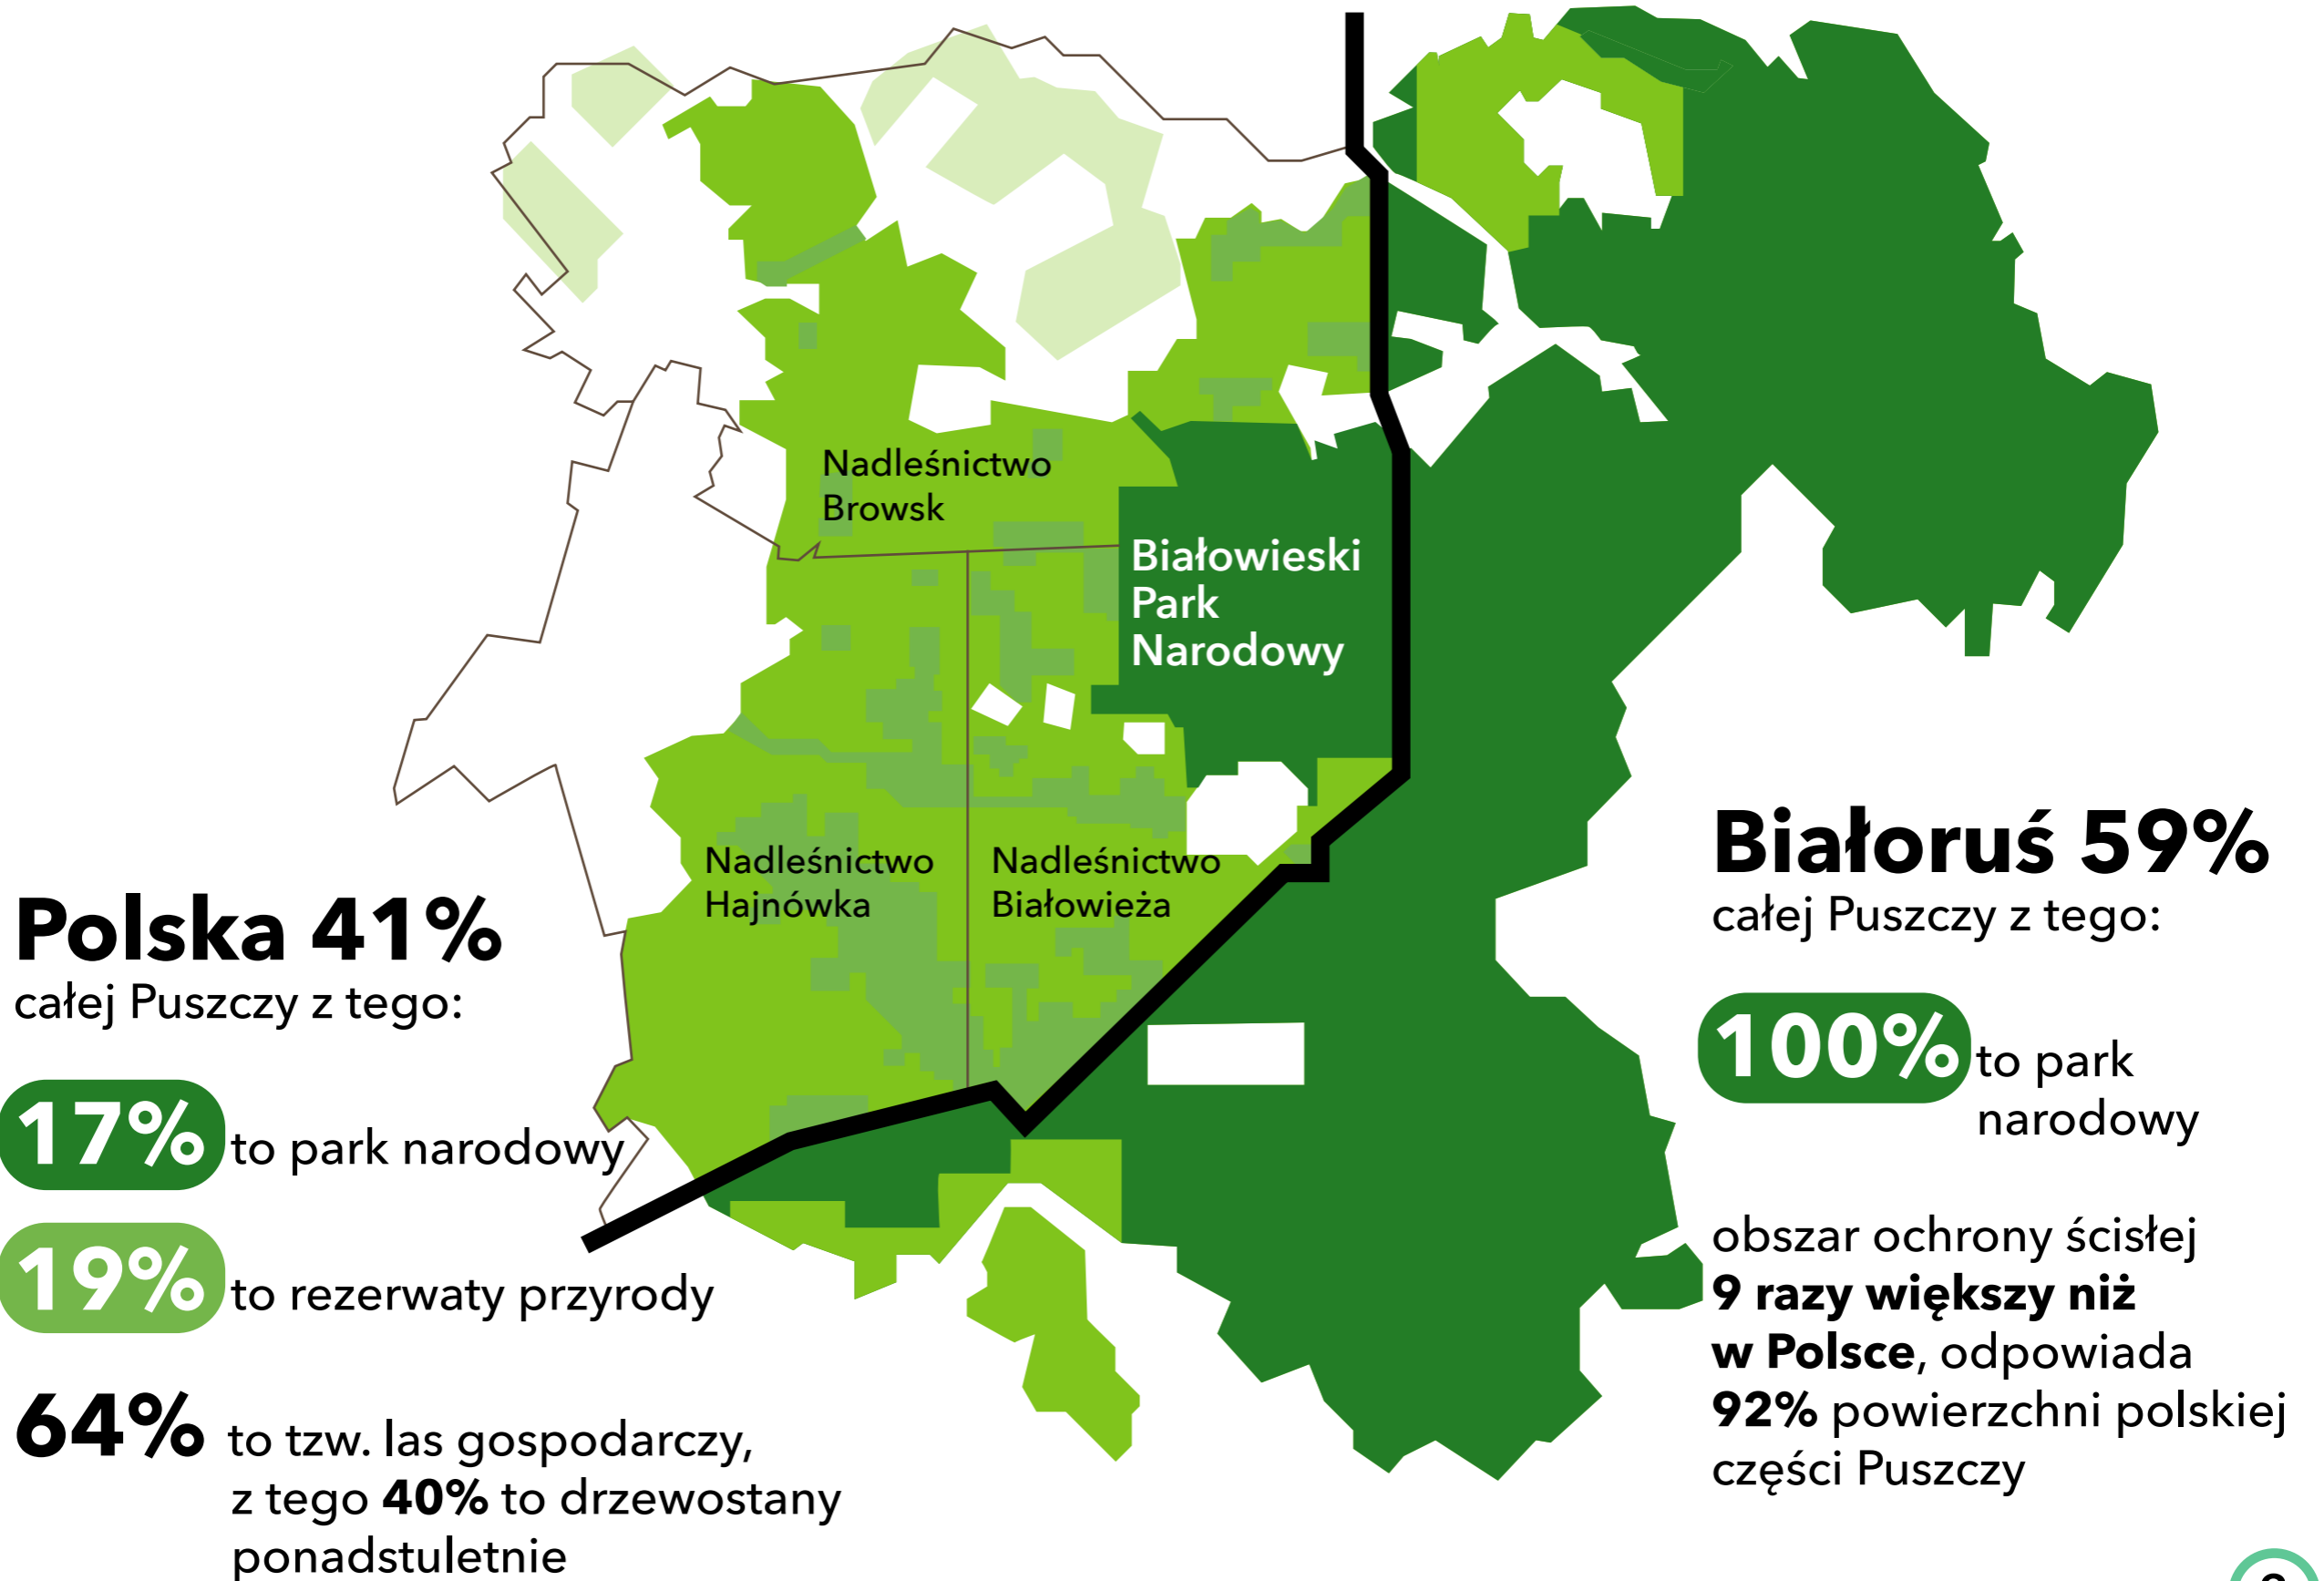 Nadleśnictwo
Browsk
Białowieski
Park
Narodowy
Nadleśnictwo
Hajnówka
Nadleśnictwo
Białowieża
Polska 41%
całej Puszczy z tego:
17% to park narodowy
19% to rezerwaty przyrody
64% to tzw. las gospodarczy,
z tego 40% to drzewostany
ponadstuletnie
Białoruś 59%
całej Puszczy z tego:
100% to park
narodowy
obszar ochrony ścisłej
9 razy większy niż
w Polsce, odpowiada
92% powierzchni polskiej
części Puszczy